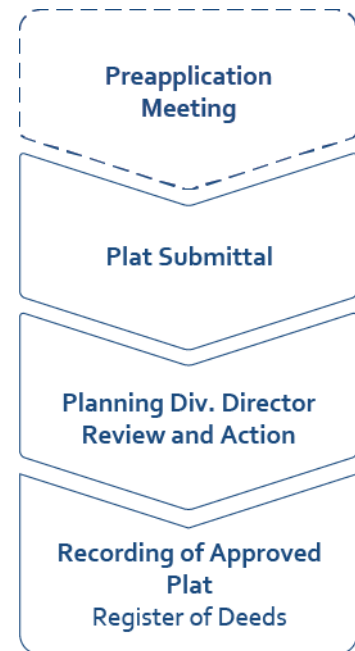 Preapplication
Meeting
Plat Submittal
Planning Div. Director
Review and Action
Recording of Approved
Plat
Register of Deeds